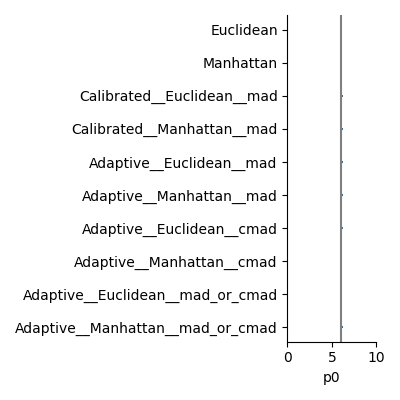 Euclidean
Manhattan
Calibrated__Euclidean__mad
Calibrated__Manhattan__mad
Adaptive__Euclidean__mad
Adaptive__Manhattan__mad
Adaptive__Euclidean__cmad
Adaptive__Manhattan__cmad
Adaptive__Euclidean__mad_or_cmad
Adaptive__Manhattan__mad_or_cmad
0 5 10
p0